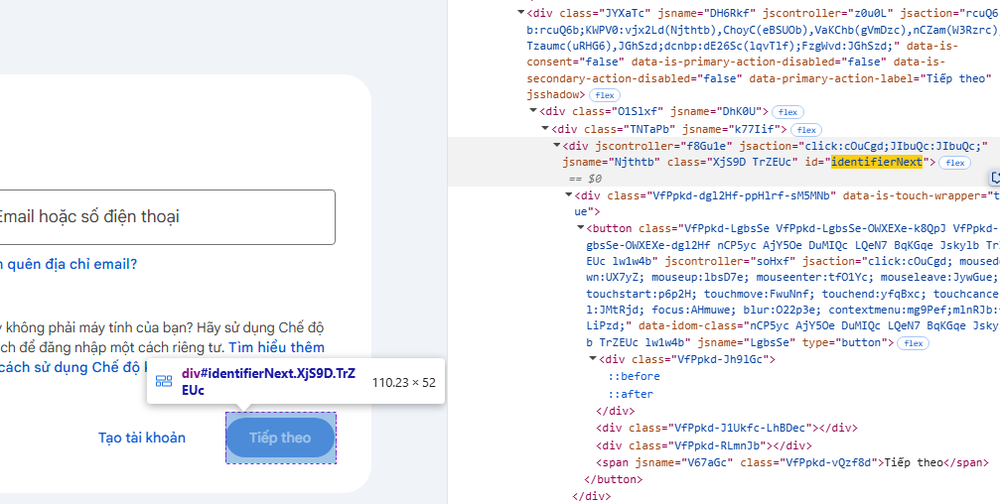 Email hoặc số điện thoại
n quên địa chỉ email?
y không phải máy tính của bạn? Hãy sử dụng Chế độ
ch để đăng nhập một cách riêng tư. Tìm hiểu thêm
cách sử dụng Chế độ k
div#identifierNext.XjS9D.TrZ
EUc
110.23 × 52
Tạo tài khoản
Tiếp theo
<div class="JYXaTc" jsname="DH6Rkf" jscontroller="z0u0L" jsaction="rcuQ6
b:rcuQ6b;KWPV0:vjx2Ld(Njthtb),ChoyC(eBSUOb),VaKChb(gVmDzc),nCZam(W3Rzrc),
Tzaumc(uRHG6),JGhSzd;dcnbp:dE26Sc(lqvTlf);FzgWvd:JGhSzd;" data-is-
consent="false" data-is-primary-action-disabled="false" data-is-
secondary-action-disabled="false" data-primary-action-label="Tiếp theo"
jsshadow> flex
<div class="O1Slxf" jsname="DhK0U"> flex
<div class="TNTaPb" jsname="k77Iif"> flex
<div jscontroller="f8Gu1e" jsaction="click:cOuCgd;JIbuQc:JIbuQc;"
jsname="Njthtb" class="XjS9D TrZEUc" id="identifierNext"> flex
== $0
<div class="VfPpkd-dgl2Hf-ppHlrf-sM5MNb" data-is-touch-wrapper="t
ue">
<button class="VfPpkd-LgbsSe VfPpkd-LgbsSe-OWXEXe-k8QpJ VfPpkd-
gbsSe-OWXEXe-dgl2Hf nCP5yc AjY5Oe DuMIQc LQeN7 BqKGqe Jskylb Tr
EUc lw1w4b" jscontroller="soHxf" jsaction="click:cOuCgd; moused
wn:UX7yZ; mouseup:lbsD7e; mouseenter:tfO1Yc; mouseleave:JywGue;
touchstart:p6p2H; touchmove:FwuNnf; touchend:yfqBxc; touchcance
l:JMtRjd; focus:AHmuwe; blur:O22p3e; contextmenu:mg9Pef;mlnRJb:
LiPzd;" data-idom-class="nCP5yc AjY5Oe DuMIQc LQeN7 BqKGqe Jsky
b TrZEUc lw1w4b" jsname="LgbsSe" type="button"> flex
<div class="VfPpkd-Jh9lGc">
::before
::after
</div>
<div class="VfPpkd-J1Ukfc-LhBDec"></div>
<div class="VfPpkd-RLmnJb"></div>
<span jsname="V67aGc" class="VfPpkd-vQzf8d">Tiếp theo</span>
</button>
</div>